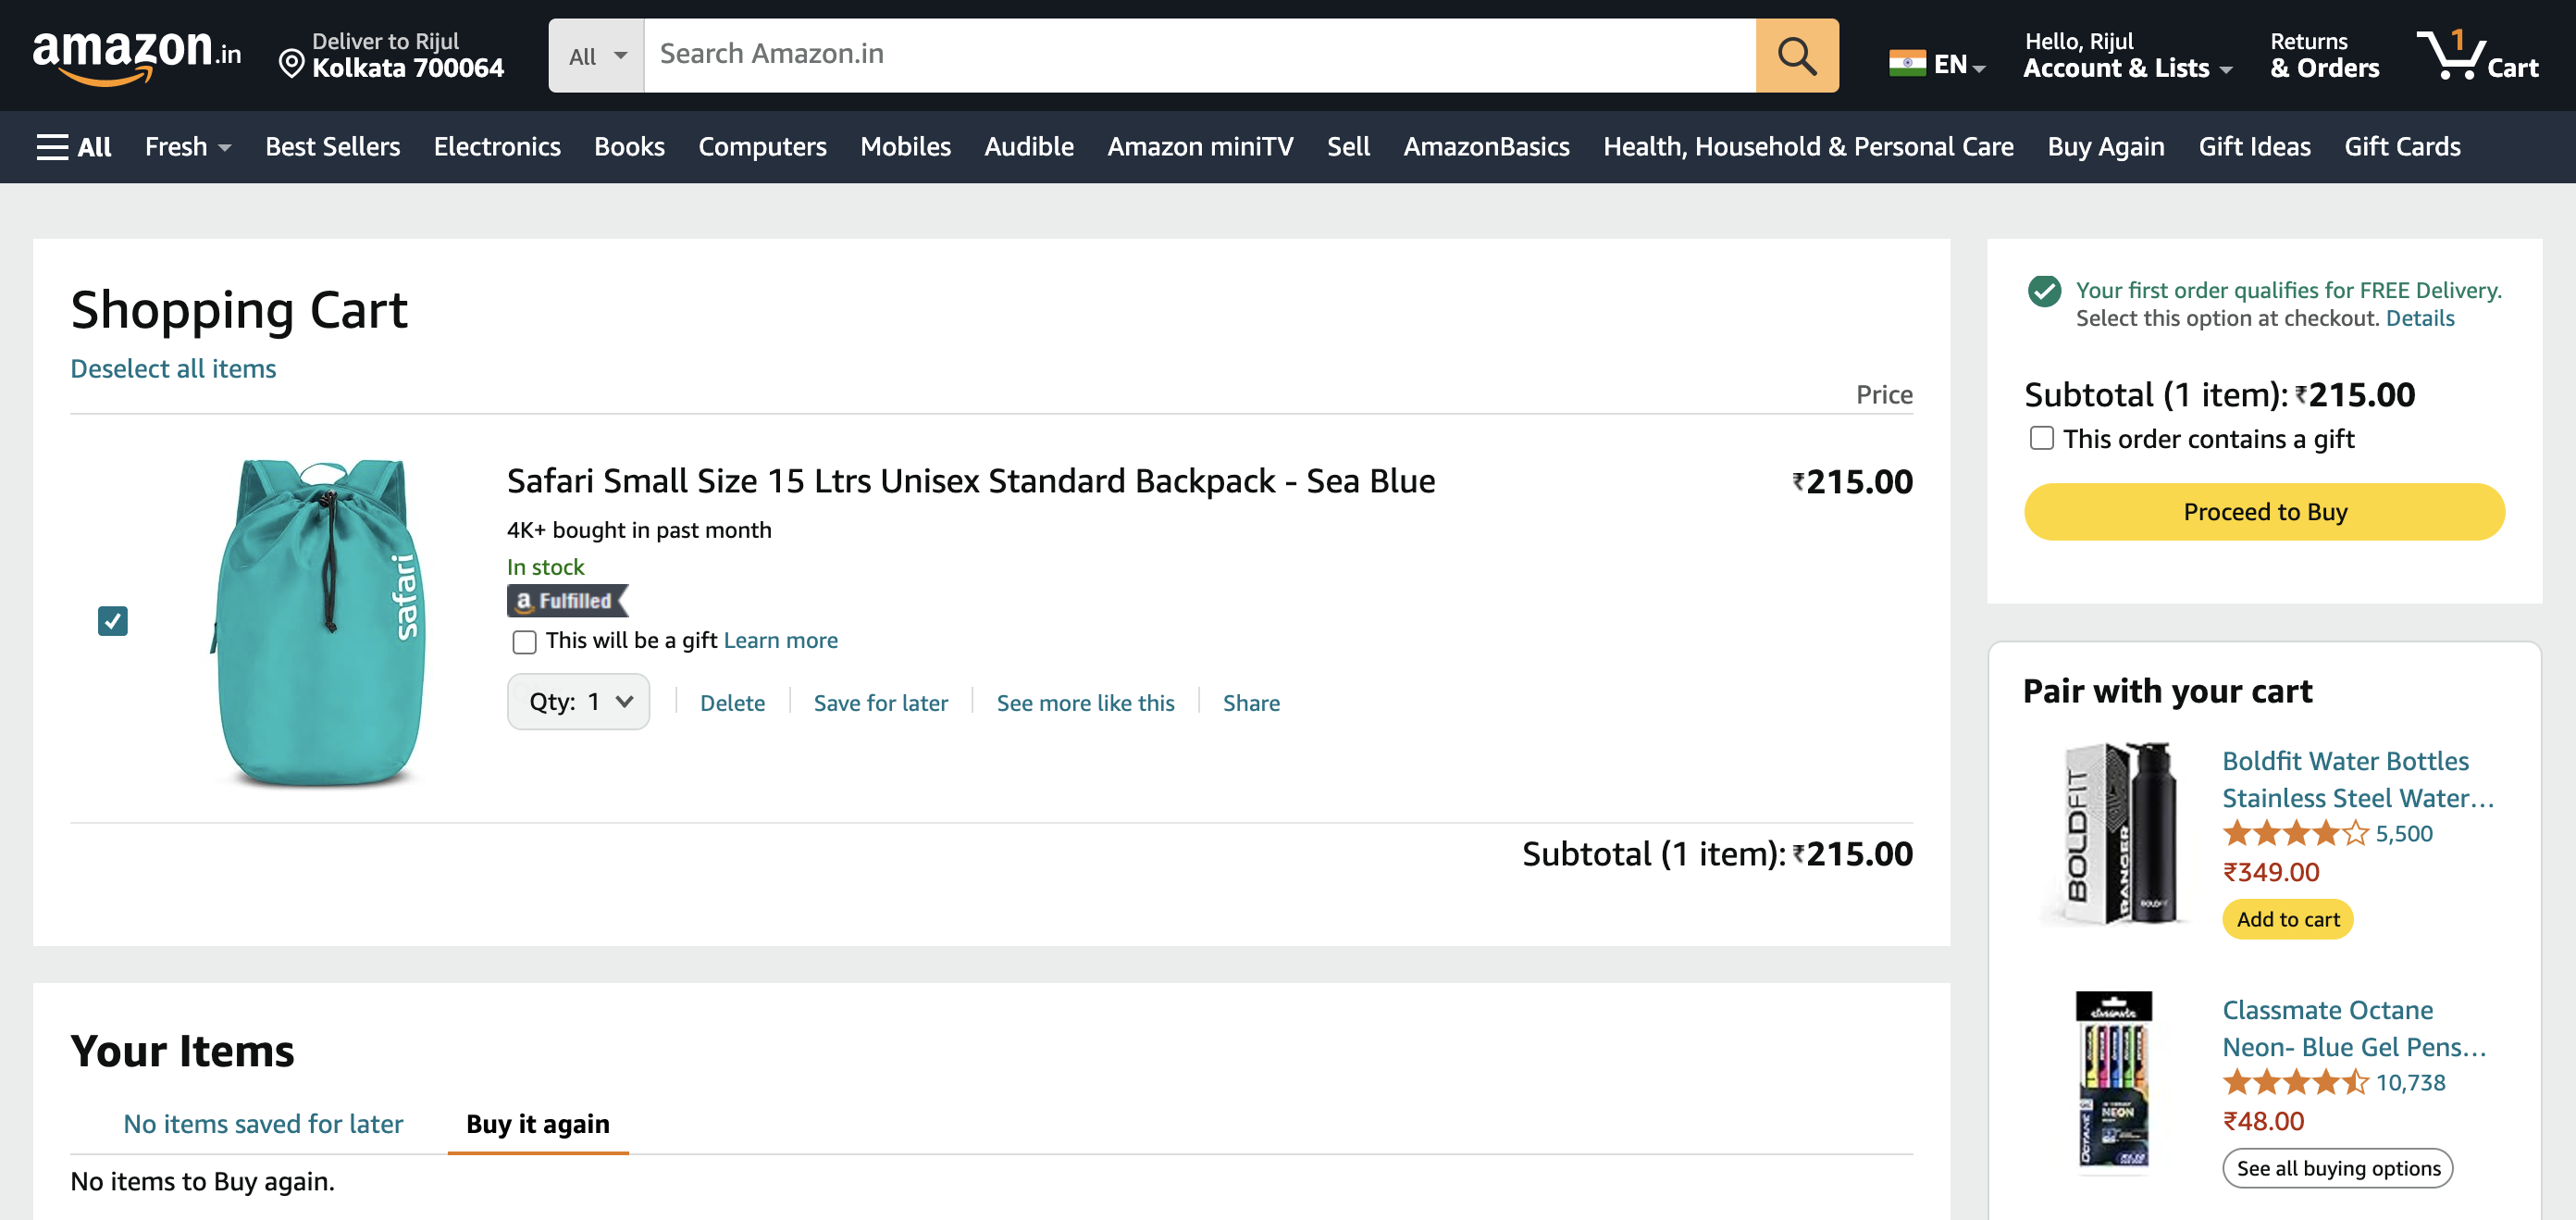 amazon.in
Deliver to Rijul
Kolkata 700064
All
Search Amazon.in
EN
Hello, Rijul
Account & Lists
Returns
& Orders
1
Cart
All Fresh Best Sellers Electronics Books Computers Mobiles Audible Amazon miniTV Sell AmazonBasics Health, Household & Personal Care Buy Again Gift Ideas Gift Cards
Shopping Cart
Deselect all items
Price
safari
Safari Small Size 15 Ltrs Unisex Standard Backpack - Sea Blue
₹215.00
4K+ bought in past month
In stock
a Fulfilled
This will be a gift Learn more
Qty: 1
Delete
Save for later
See more like this
Share
Subtotal (1 item): ₹215.00
Your Items
No items saved for later
Buy it again
No items to Buy again.
Your first order qualifies for FREE Delivery.
Select this option at checkout. Details
Subtotal (1 item): ₹215.00
This order contains a gift
Proceed to Buy
Pair with your cart
BOLDFIT
RANGER
BOLDFIT
Boldfit Water Bottles
Stainless Steel Water...
5,500
₹349.00
Add to cart
classmate
NEON
OCTANE
Classmate Octane
Neon- Blue Gel Pens...
10,738
₹48.00
See all buying options